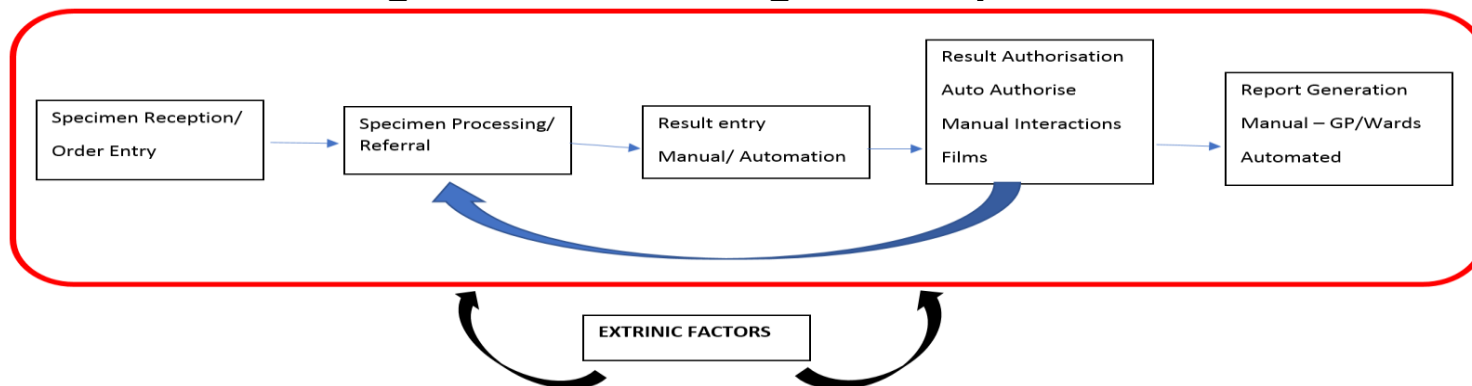 Specimen Reception/
Order Entry
Specimen Processing/
Referral
Result entry
Manual/ Automation
Result Authorisation
Auto Authorise
Manual Interactions
Films
Report Generation
Manual – GP/Wards
Automated
EXTRINIC FACTORS